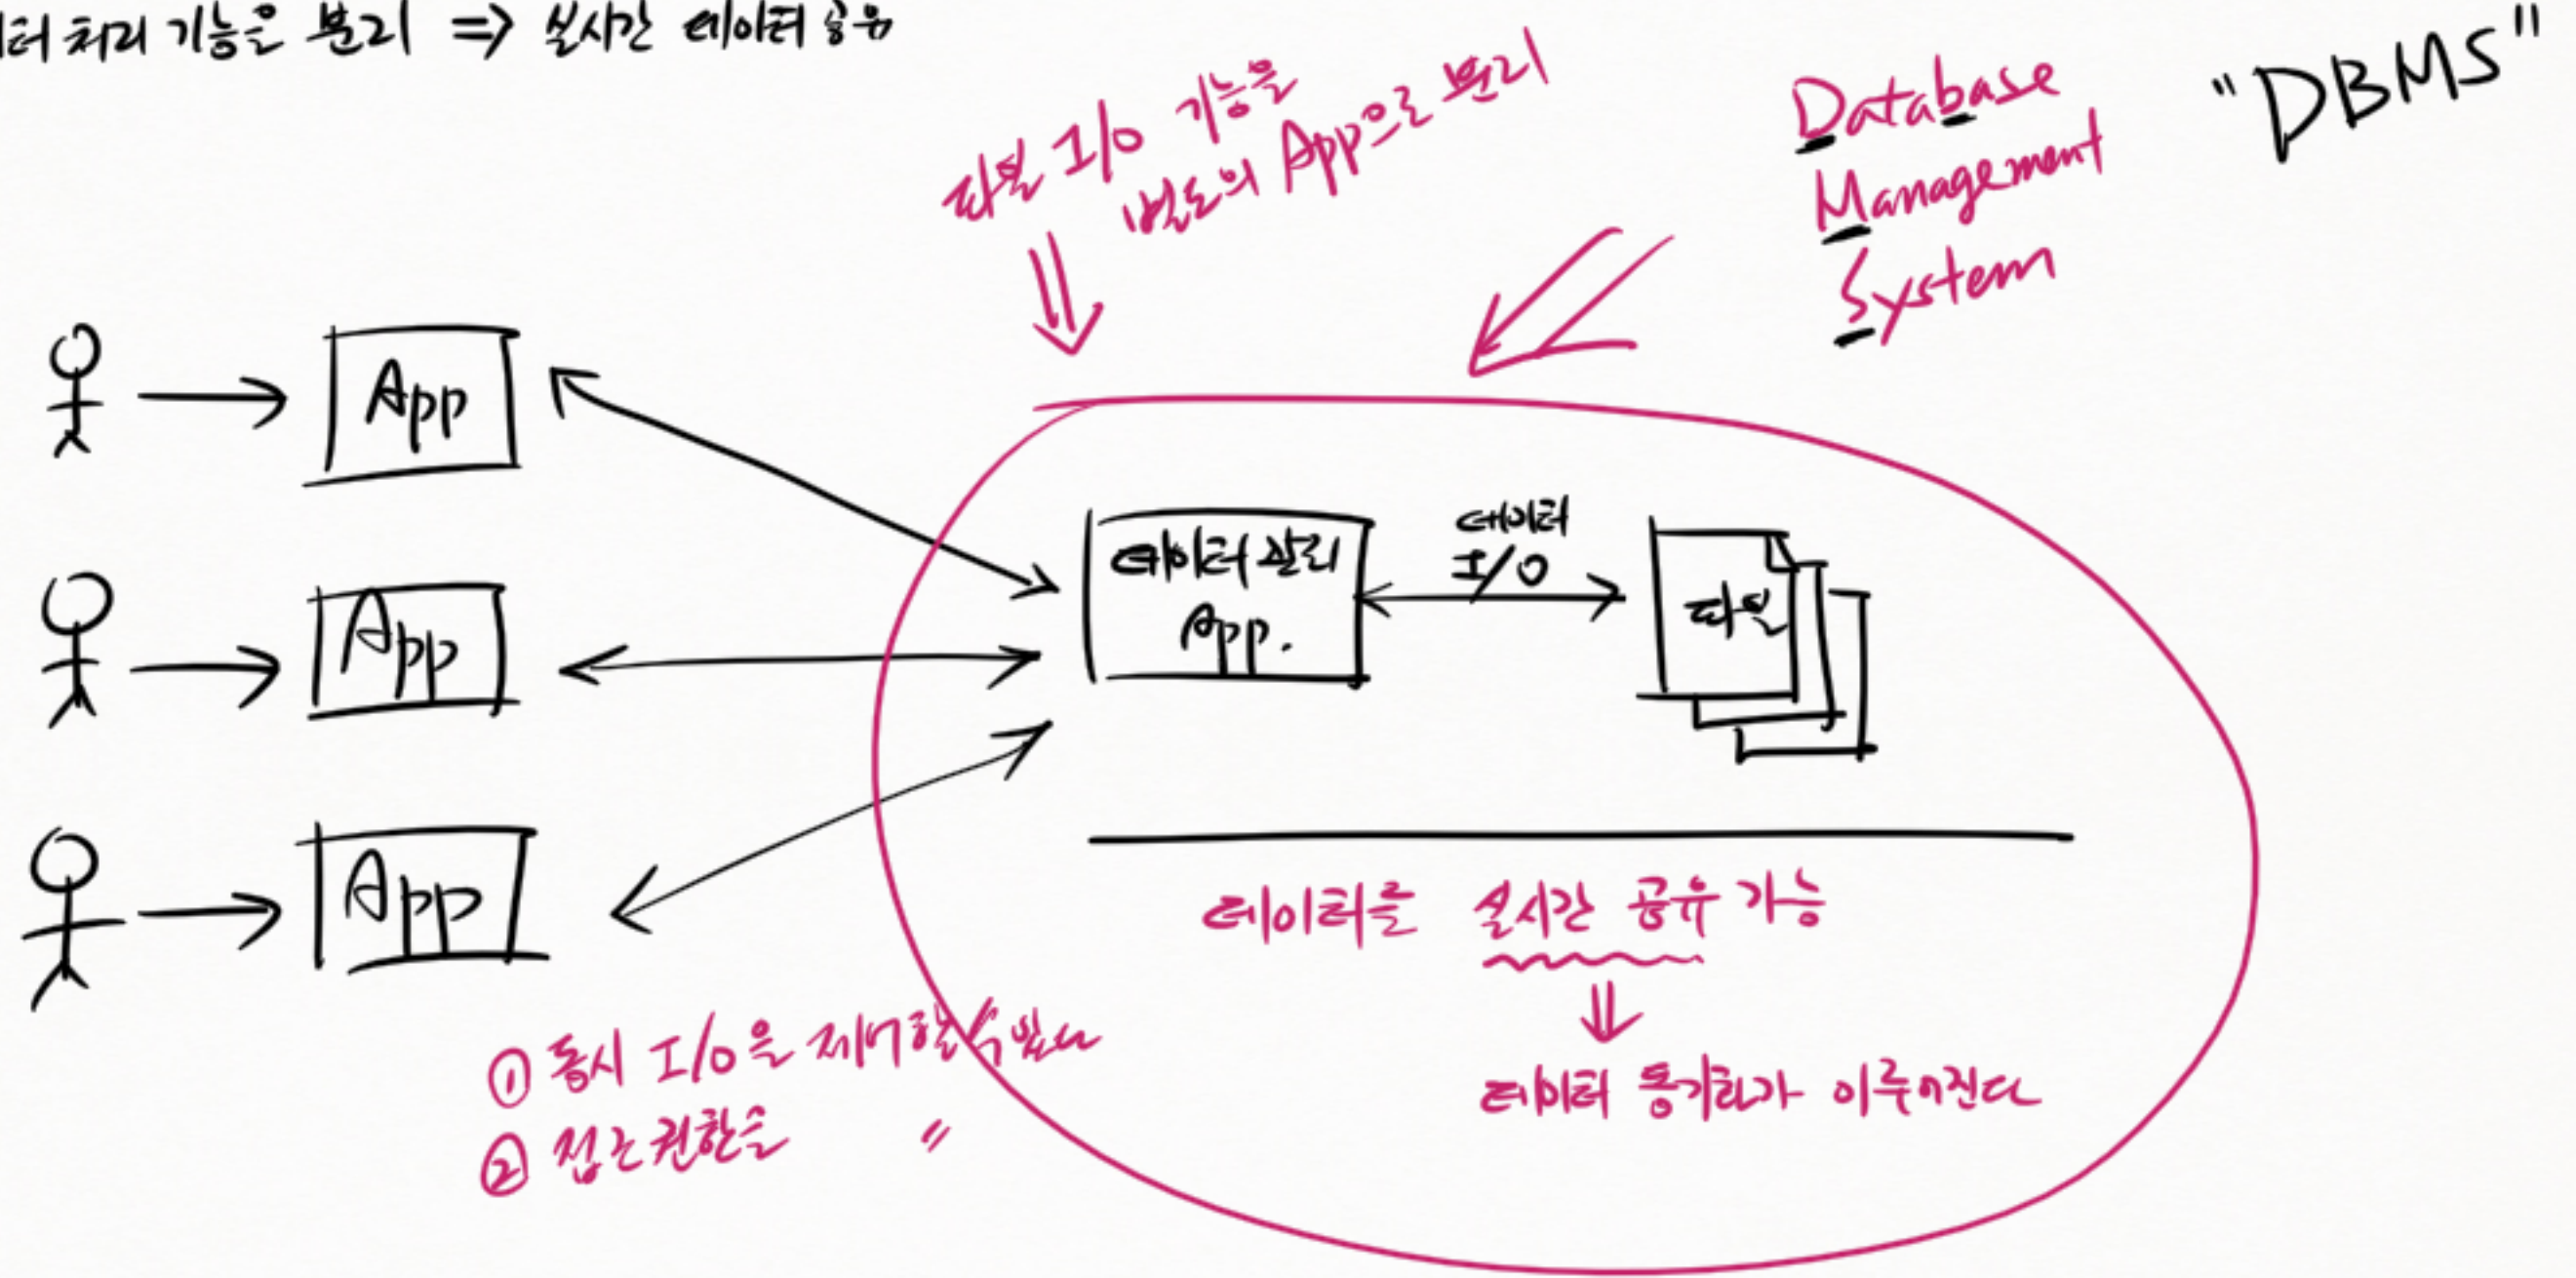 터 처리 기능을 분리 => 실시간 데이터 공유
파일 I/O 기능을
별도의 App으로 분리
Database
Management
System
"DBMS"
App
App
App
데이터 관리
App.
데이터
I/O
파일
데이터를 실시간 공유 가능
데이터 동기화가 이루어진다
① 동시 I/O을 제어할 수 있다
② 접근권한을 〃